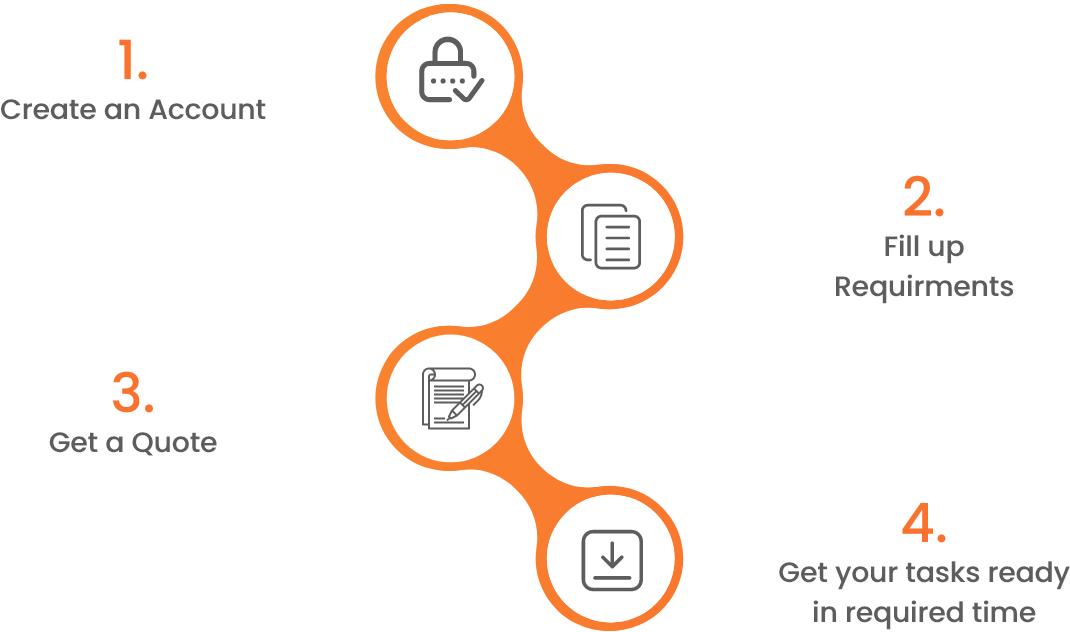 1.
Create an Account
2.
Fill up
Requirments
3.
Get a Quote
4.
Get your tasks ready
in required time